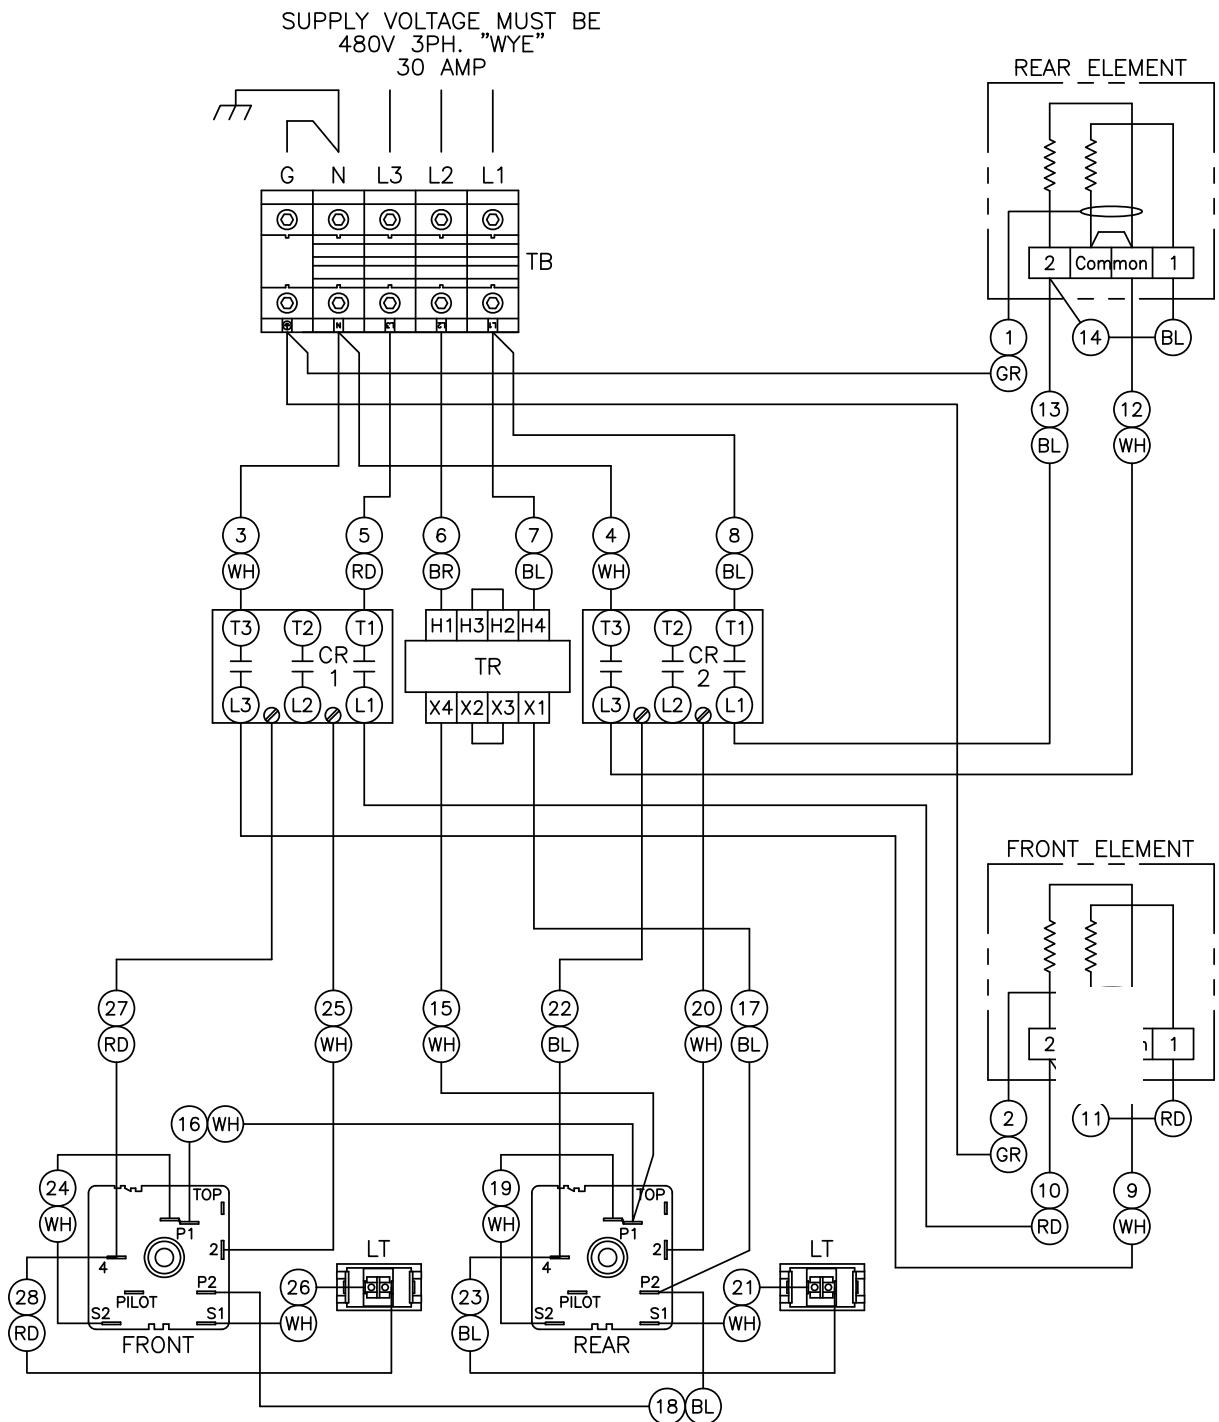 SUPPLY VOLTAGE MUST BE
480V 3PH. "WYE"
30 AMP
REAR ELEMENT
G N L3 L2 L1
TB
2 Common 1
N L3 L2 L1
1 14 BL
GR
13 12
BL WH
3 5 6 7 4 8
WH RD BR BL WH BL
T3 T2 T1 H1 H3 H2 H4 T3 T2 T1
CR 1 TR CR 2
L3 L2 L1 X4 X2 X3 X1 L3 L2 L1
FRONT ELEMENT
27 25 15 22 20 17
RD WH WH BL WH BL
2 1
16 WH
2 11 RD
GR
24 TOP 19 TOP
WH WH
10 9
RD WH
P1 P1
4 2 LT 4 2 LT
28 PILOT P2 26 23 PILOT P2 21
RD S2 S1 WH BL S2 S1 WH
FRONT REAR
18 BL